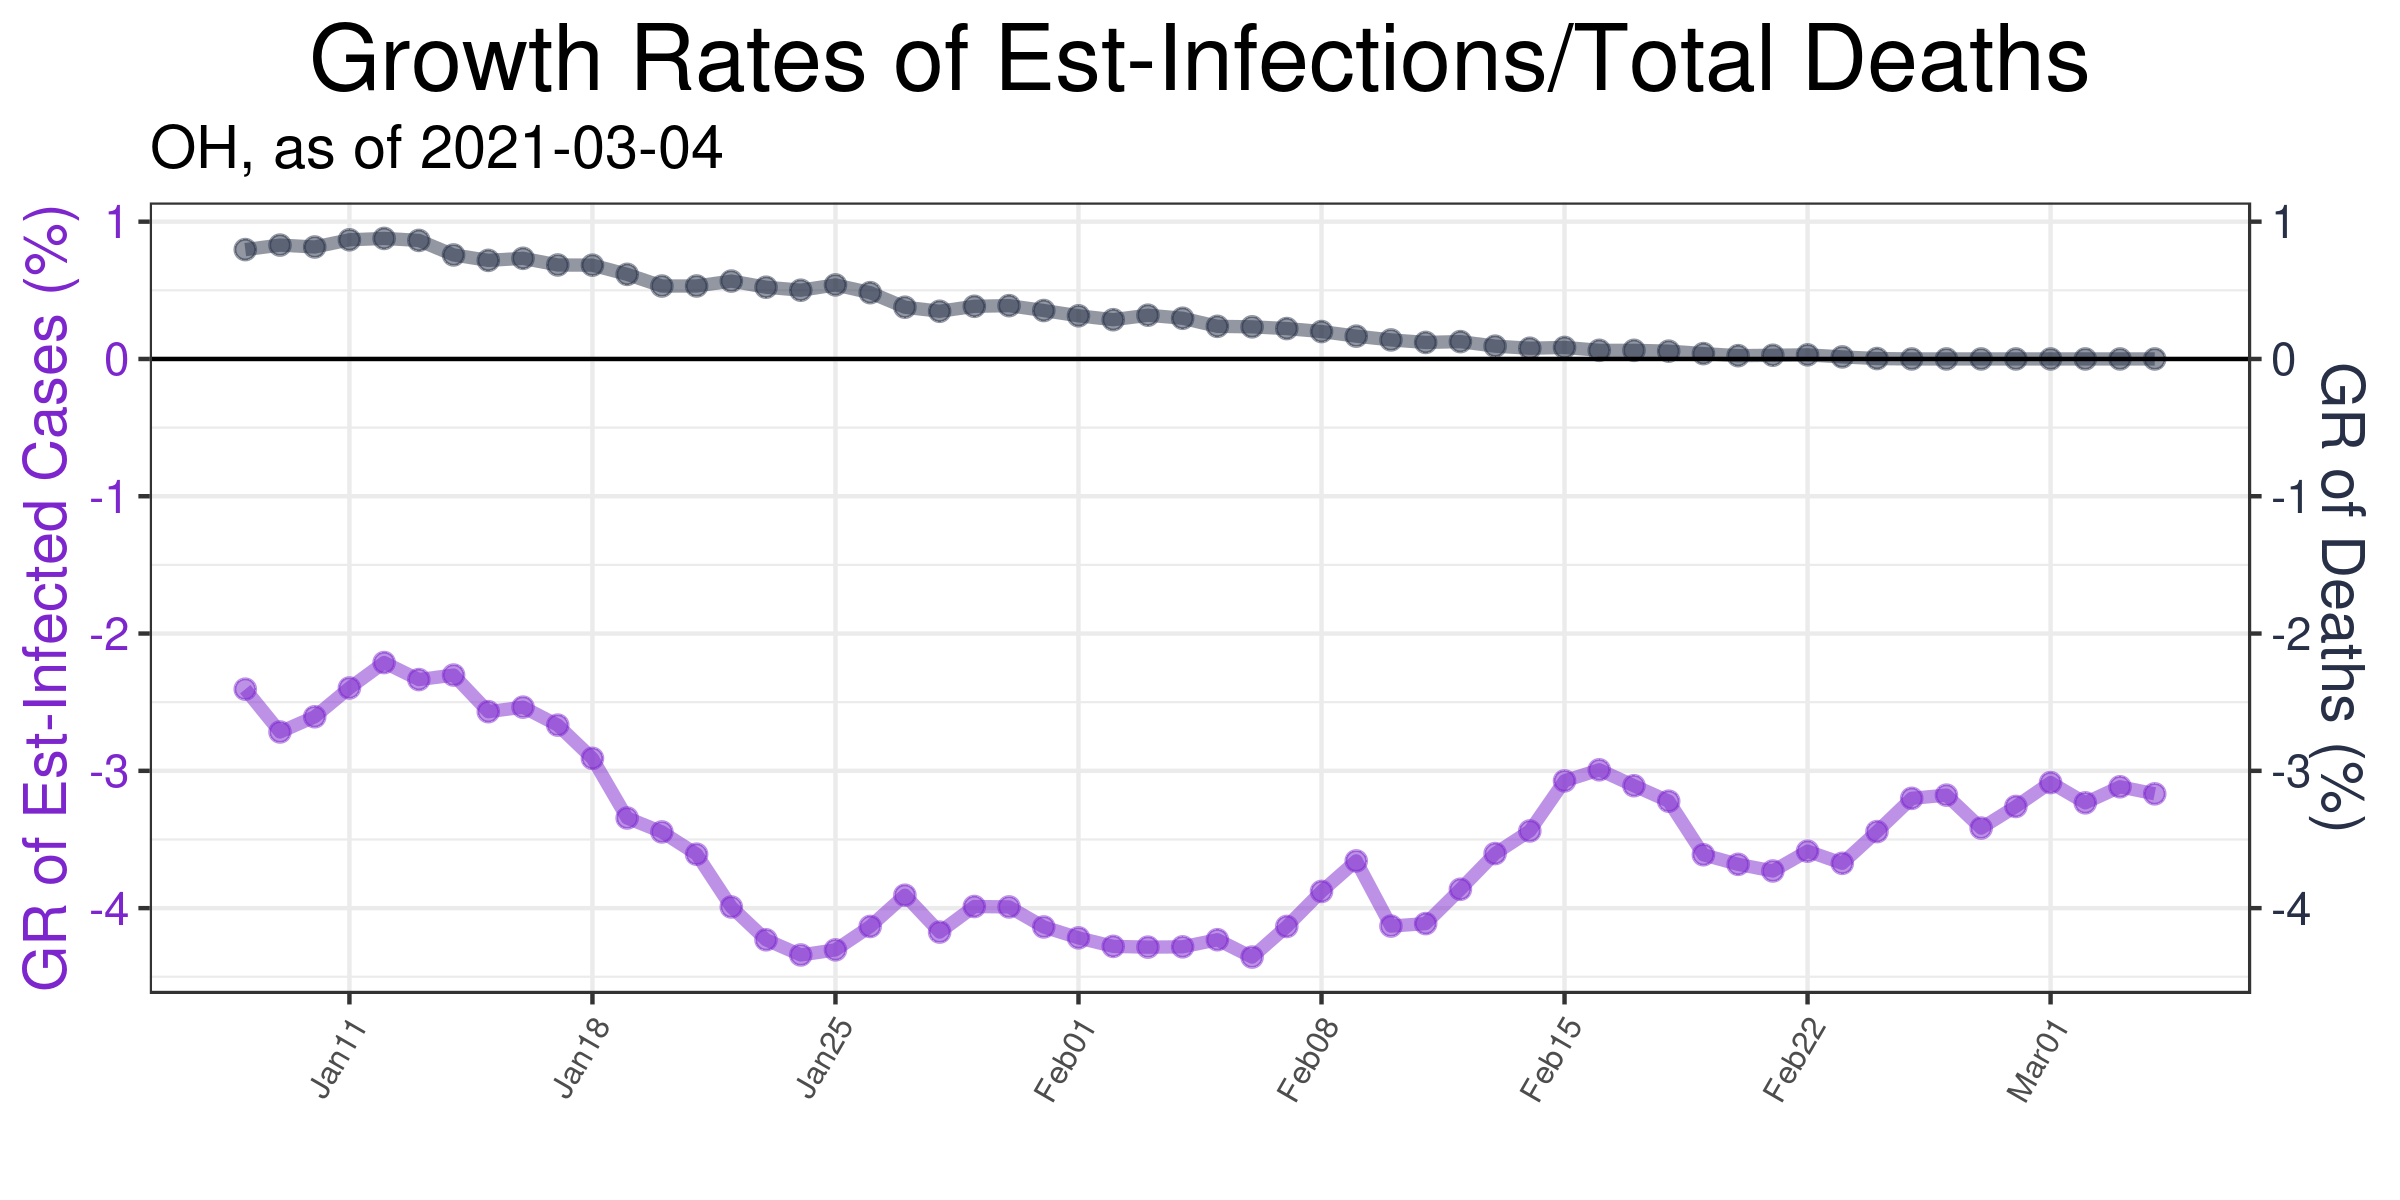 Growth Rates of Est-Infections/Total Deaths
OH, as of 2021-03-04
GR of Est-Infected Cases (%)
1
0
-1
-2
-3
-4
1
0
-1
-2
-3
-4
GR of Deaths (%)
Jan11
Jan18
Jan25
Feb01
Feb08
Feb15
Feb22
Mar01